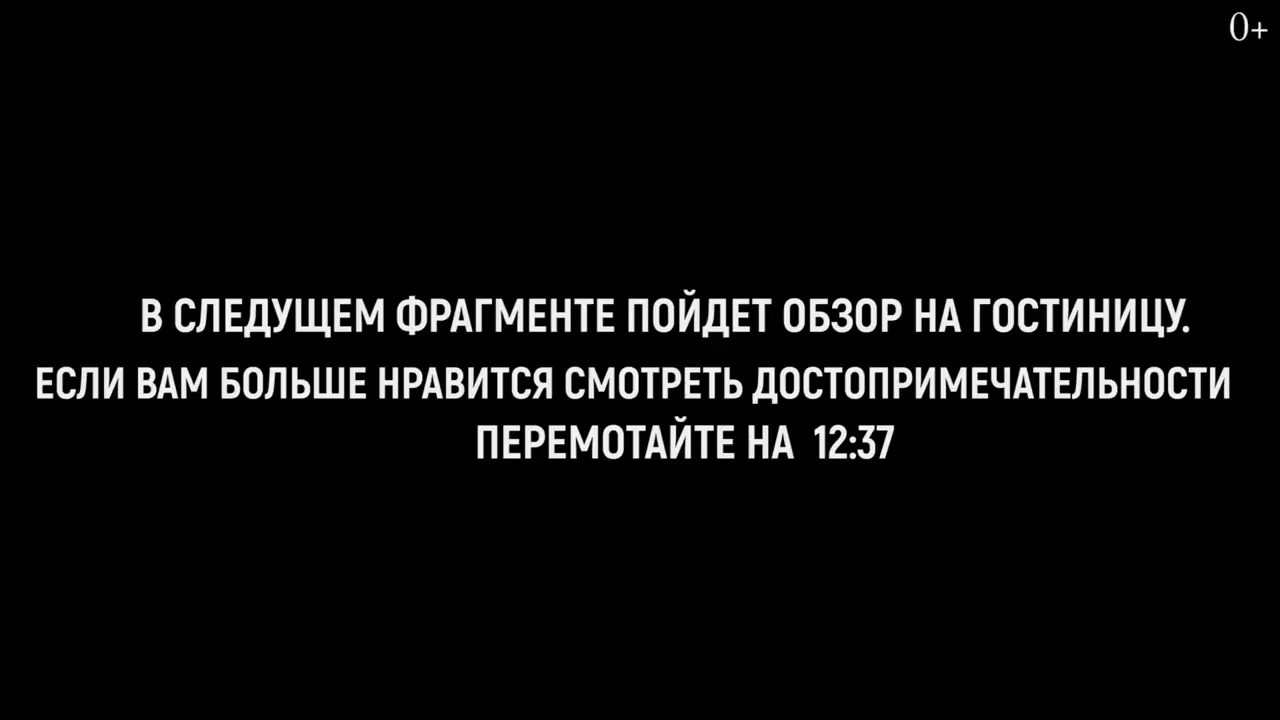 0+
В СЛЕДУЩЕМ ФРАГМЕНТЕ ПОЙДЕТ ОБЗОР НА ГОСТИНИЦУ.
ЕСЛИ ВАМ БОЛЬШЕ НРАВИТСЯ СМОТРЕТЬ ДОСТОПРИМЕЧАТЕЛЬНОСТИ
ПЕРЕМОТАЙТЕ НА 12:37